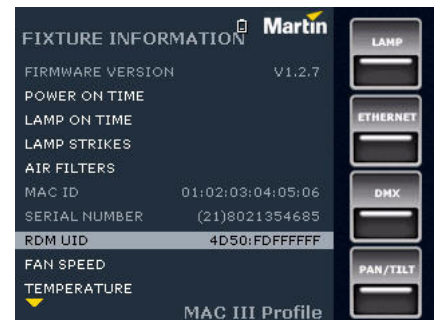 Martin
FIXTURE INFORMATION
FIRMWARE VERSION V1.2.7
POWER ON TIME
LAMP ON TIME
LAMP STRIKES
AIR FILTERS
MAC ID 01:02:03:04:05:06
SERIAL NUMBER (21)8021354685
RDM UID 4D50:FDFFFFFF
FAN SPEED
TEMPERATURE
MAC III Profile
LAMP
ETHERNET
DMX
PAN/TILT